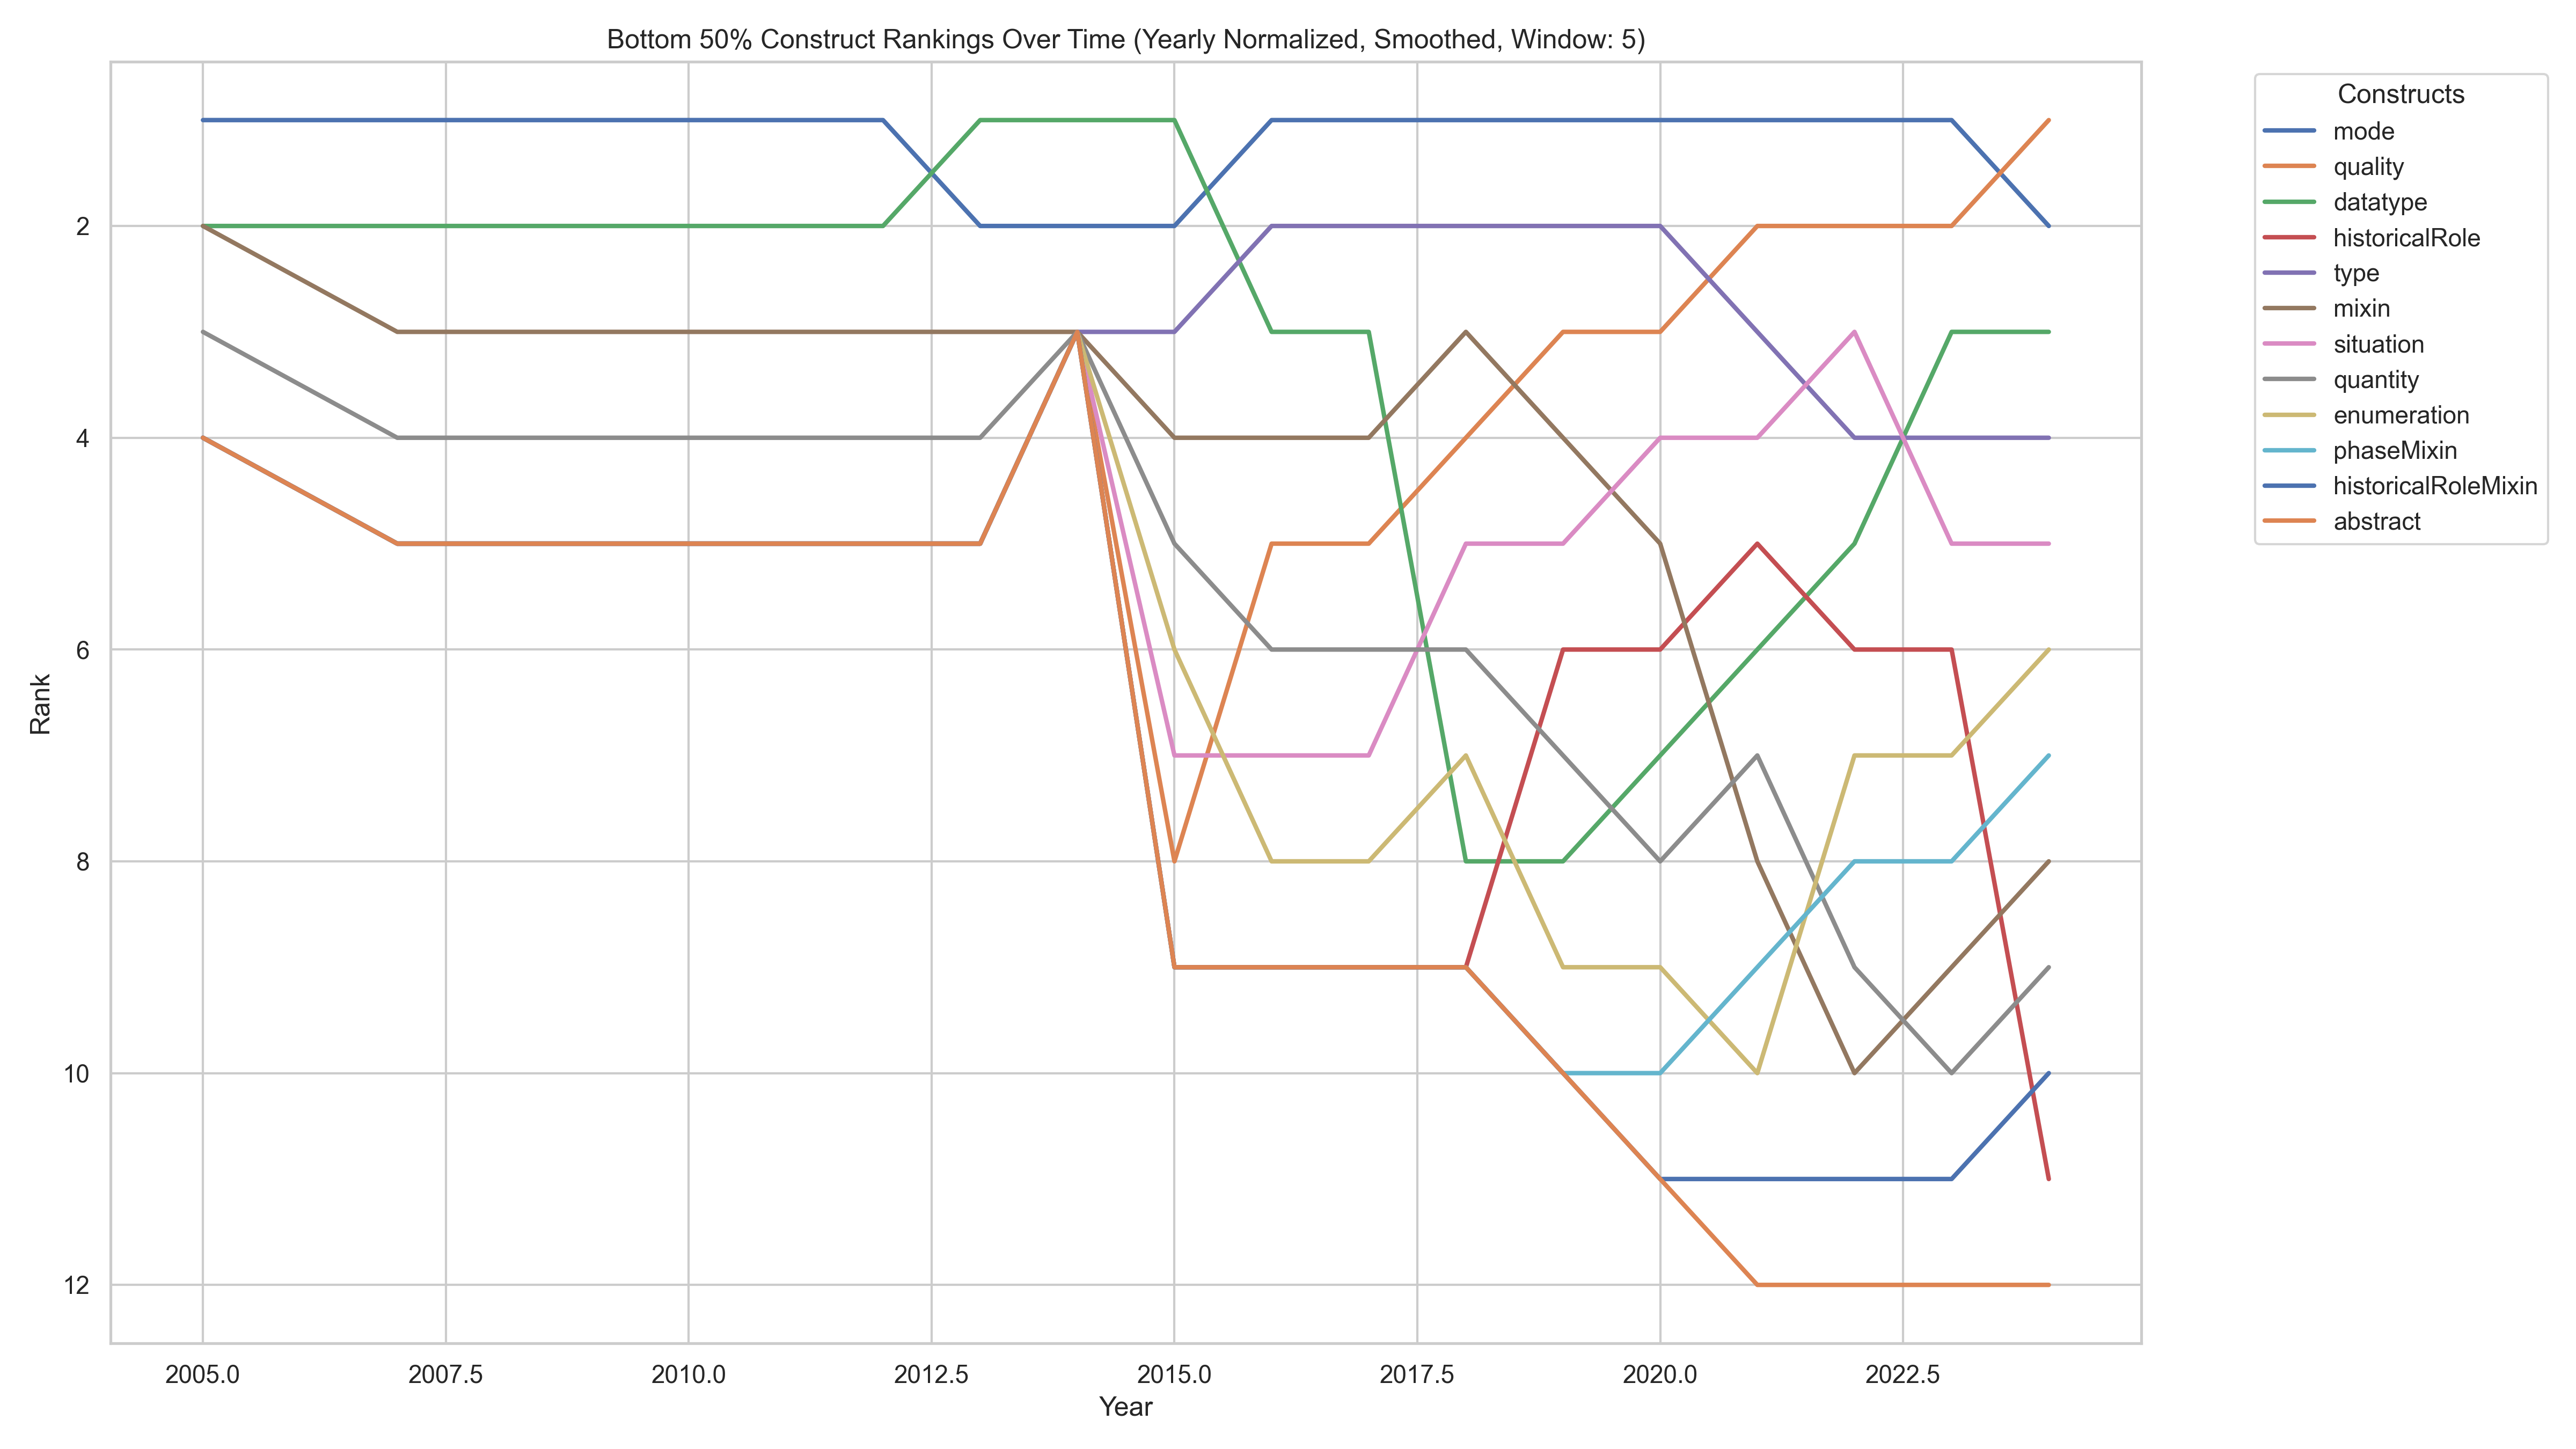 Bottom 50% Construct Rankings Over Time (Yearly Normalized, Smoothed, Window: 5)
Rank
2
4
6
8
10
12
2005.0
2007.5
2010.0
2012.5
2015.0
2017.5
2020.0
2022.5
Year
Constructs
mode
quality
datatype
historicalRole
type
mixin
situation
quantity
enumeration
phaseMixin
historicalRoleMixin
abstract